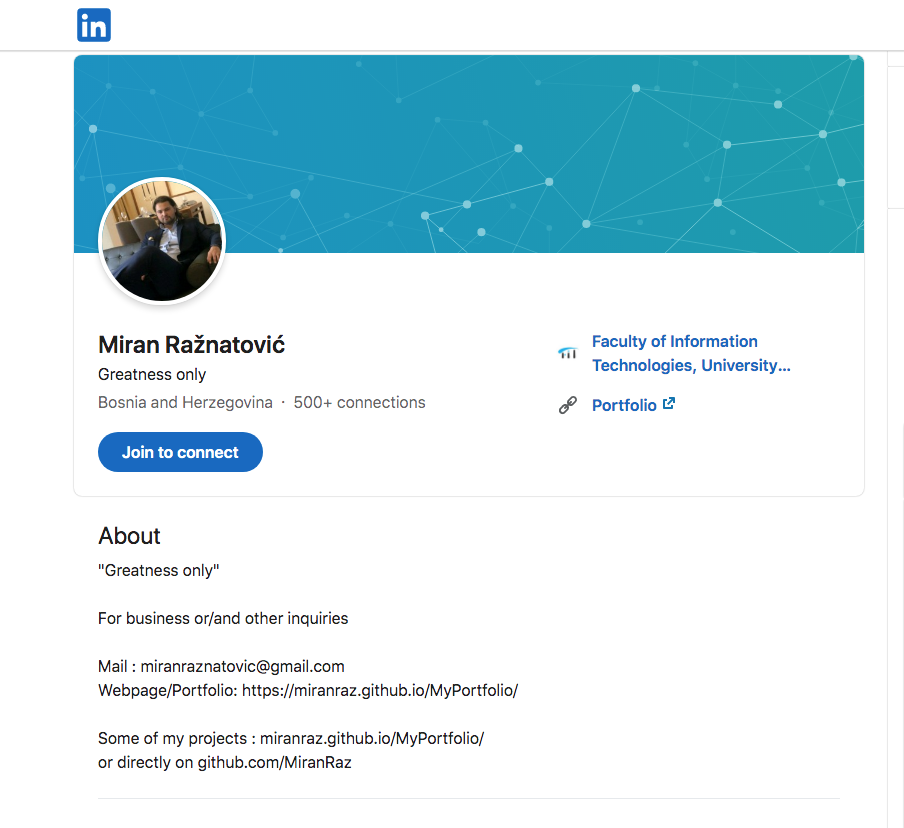 in
Miran Ražnatović
Greatness only
Bosnia and Herzegovina · 500+ connections
Join to connect
Faculty of Information
Technologies, University...
Portfolio
About
"Greatness only"
For business or/and other inquiries
Mail : miranraznatovic@gmail.com
Webpage/Portfolio: https://miranraz.github.io/MyPortfolio/
Some of my projects : miranraz.github.io/MyPortfolio/
or directly on github.com/MiranRaz